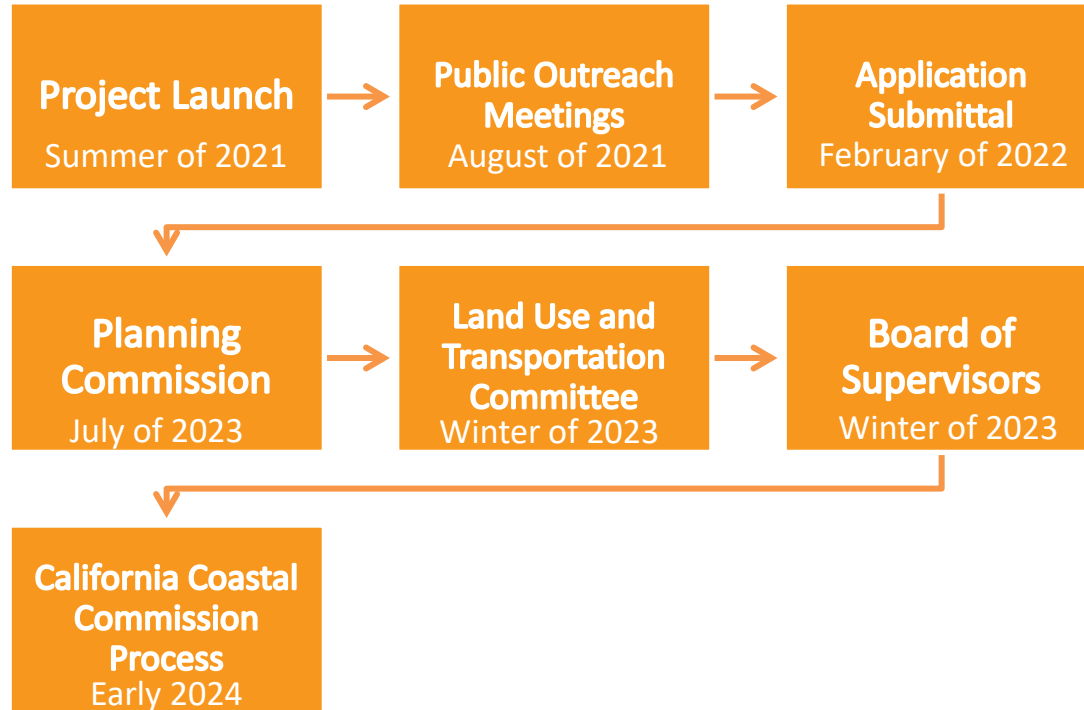 Project Launch
Summer of 2021
Public Outreach
Meetings
August of 2021
Application
Submittal
February of 2022
Planning
Commission
July of 2023
Land Use and
Transportation
Committee
Winter of 2023
Board of
Supervisors
Winter of 2023
California Coastal
Commission
Process
Early 2024